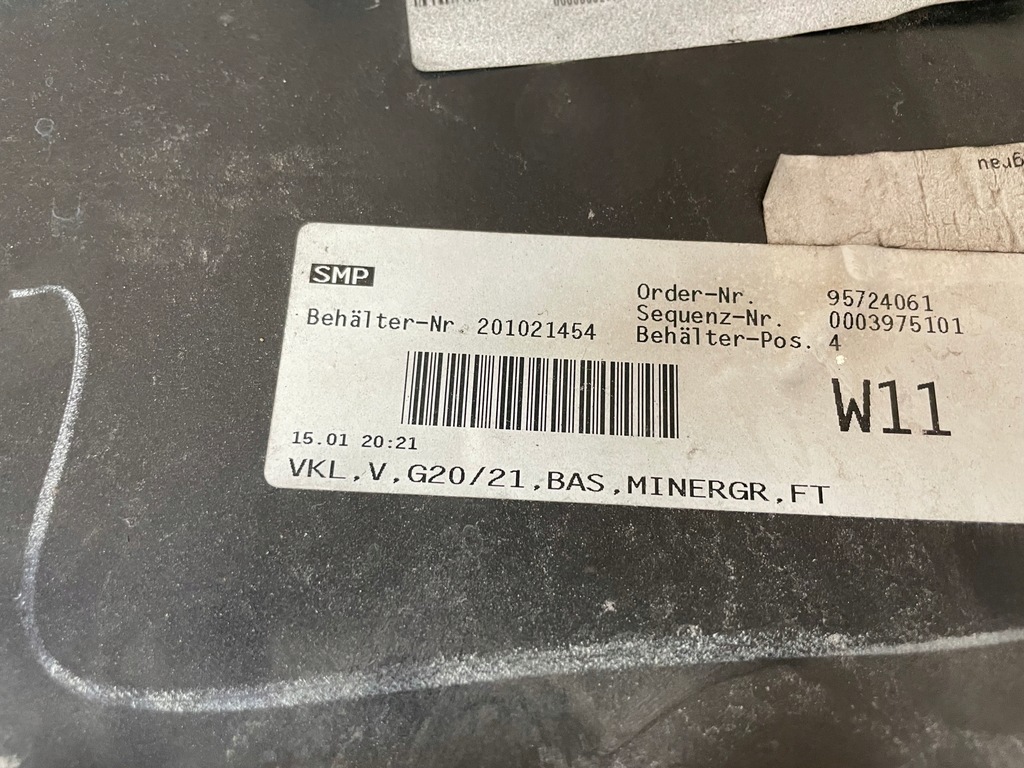 SMP
Order-Nr. 95724061
Behälter-Nr. 201021454
Sequenz-Nr. 0003975101
Behälter-Pos. 4
W11
15.01 20:21
VKL,V,G20/21,BAS,MINERGR,FT
grau